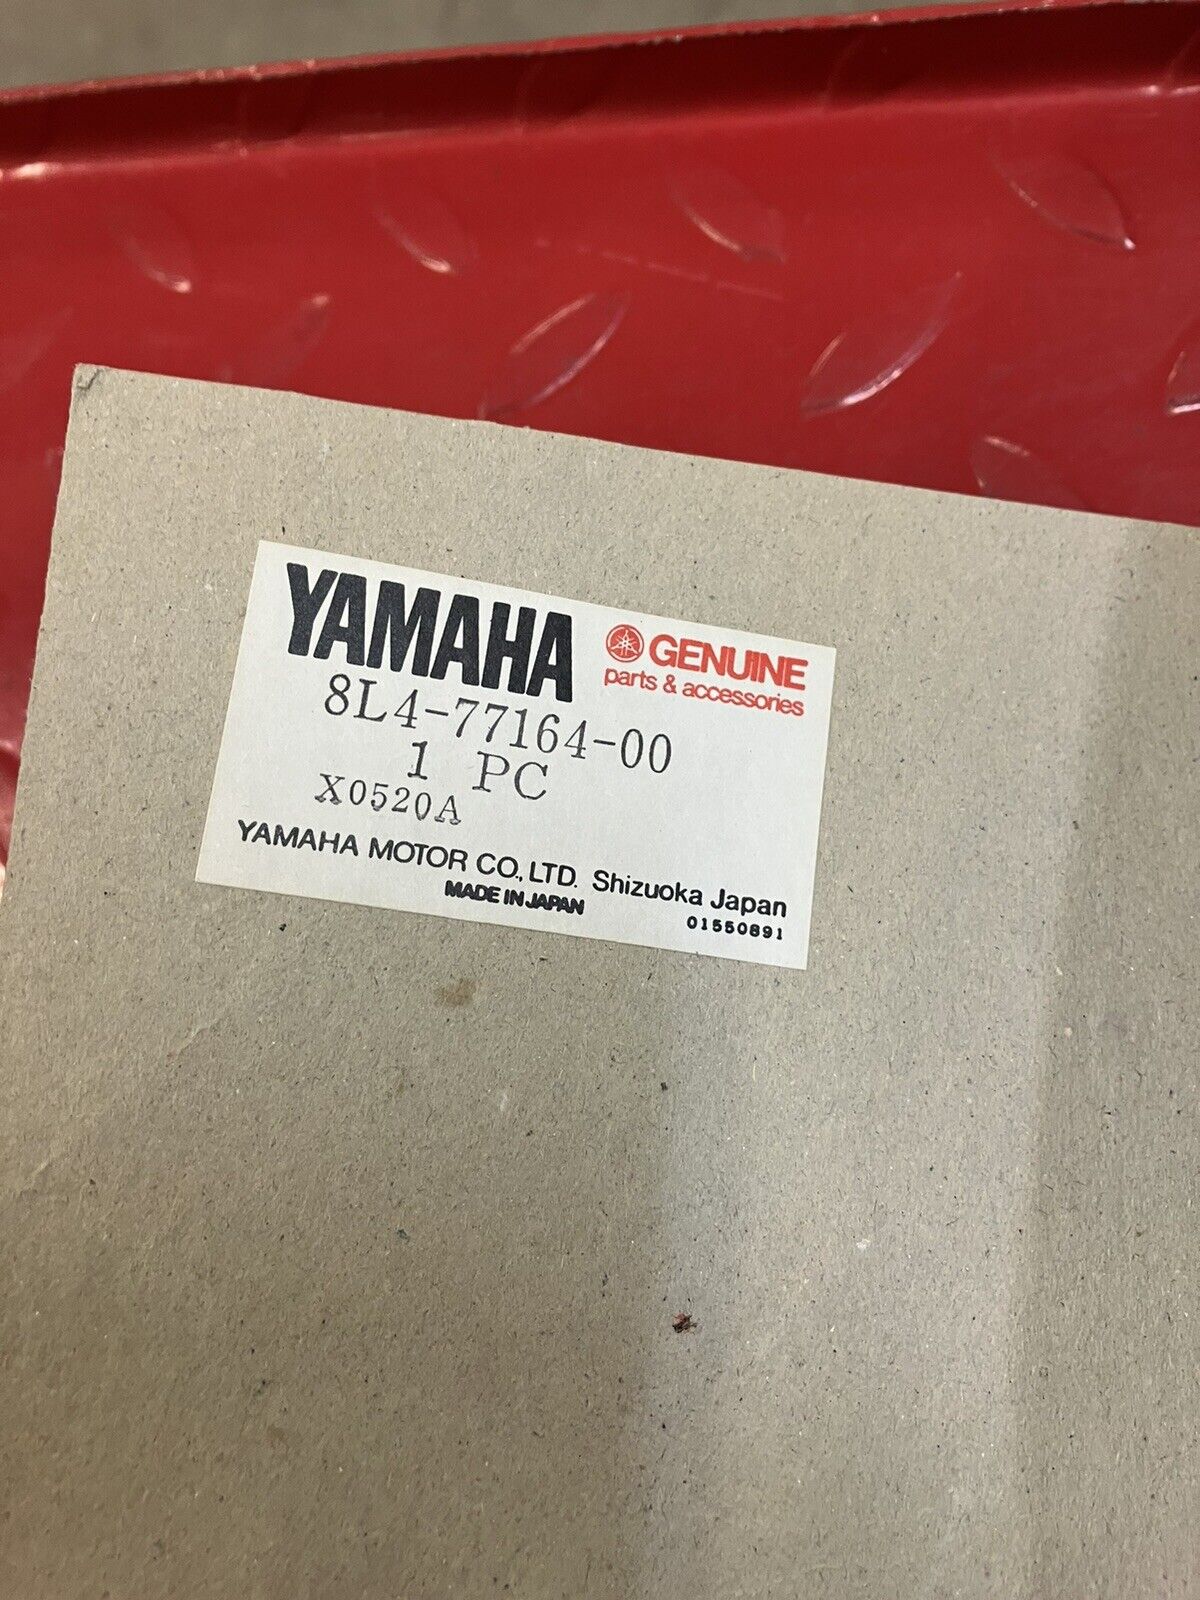 YAMAHA
GENUINE
parts & accessories
8L4-77164-00
1 PC
X0520A
YAMAHA MOTOR CO., LTD. Shizuoka Japan
MADE IN JAPAN
01550891